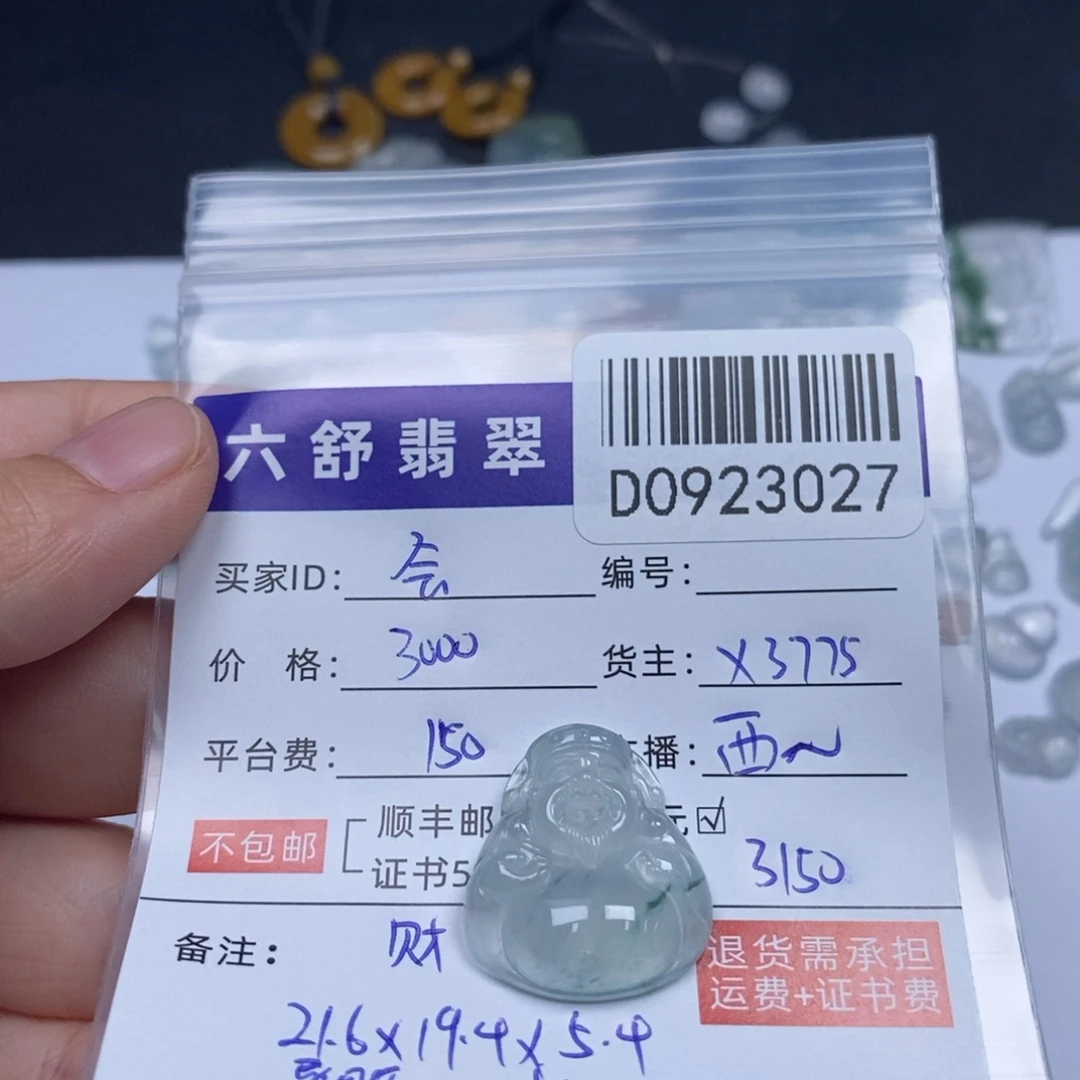 六舒翡翠
D0923027
买家ID: 会 编号:
价 格: 3000 货主: X3775
平台费: 150 播: 西~
顺丰邮 元 ☑
不包邮
证书5 3150
备注: 财 退货需承担
运费+证书费
21.6x19.4x5.4